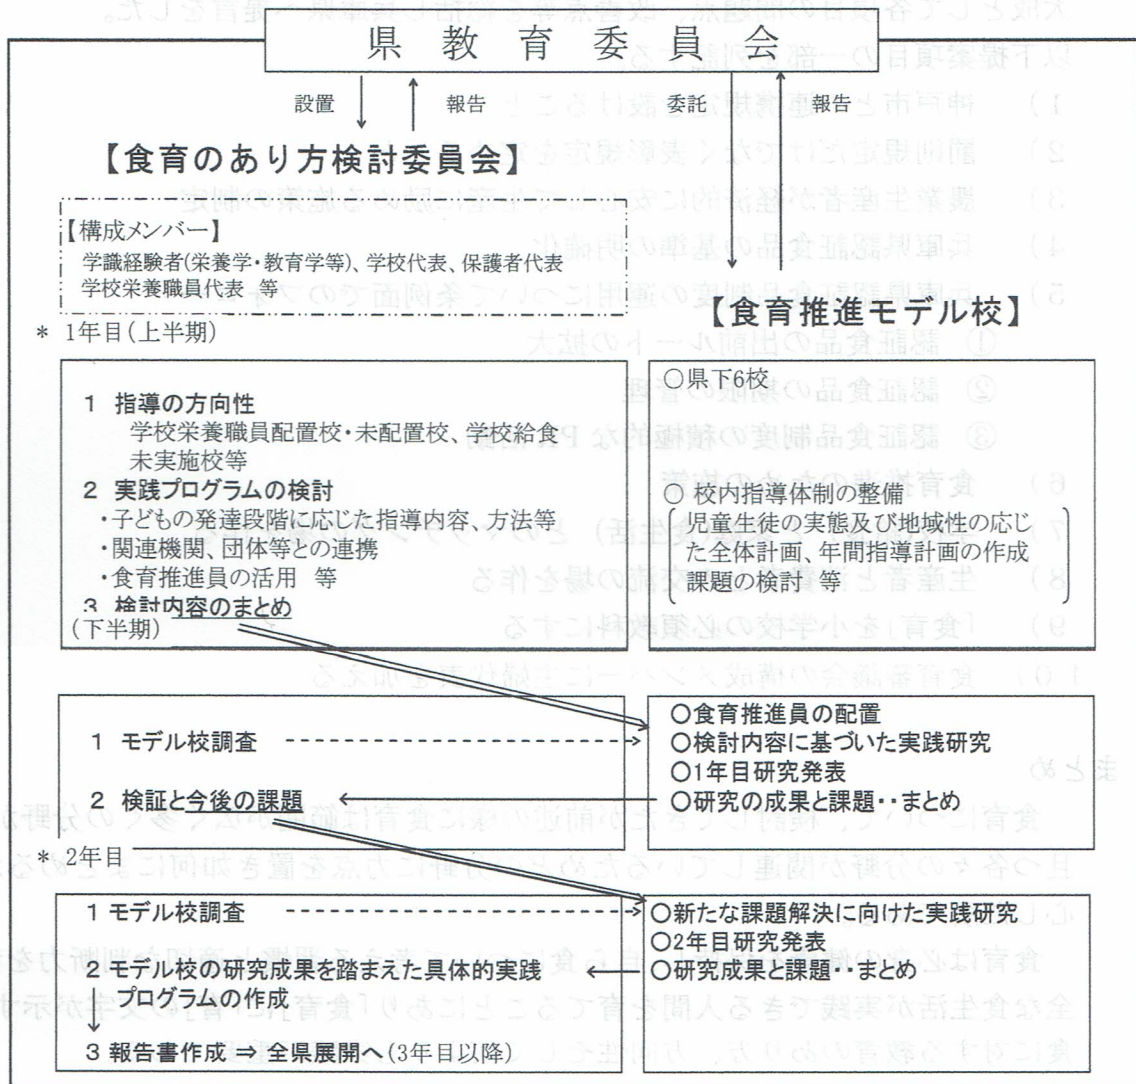 県教育委員会
設置
報告
委託
報告
【食育のあり方検討委員会】
【構成メンバー】
学識経験者(栄養学・教育学等)、学校代表、保護者代表
学校栄養職員代表 等
【食育推進モデル校】
* 1年目(上半期)
1 指導の方向性
学校栄養職員配置校・未配置校、学校給食
未実施校等
2 実践プログラムの検討
・子どもの発達段階に応じた指導内容、方法等
・関連機関、団体等との連携
・食育推進員の活用 等
3 検討内容のまとめ
(下半期)
○県下6校
○ 校内指導体制の整備
児童生徒の実態及び地域性の応じ
た全体計画、年間指導計画の作成
課題の検討 等
1 モデル校調査
2 検証と今後の課題
○食育推進員の配置
○検討内容に基づいた実践研究
○1年目研究発表
○研究の成果と課題・・まとめ
* 2年目
1 モデル校調査
2 モデル校の研究成果を踏まえた具体的実践
プログラムの作成
3 報告書作成 ⇒ 全県展開へ(3年目以降)
○新たな課題解決に向けた実践研究
○2年目研究発表
○研究成果と課題・・まとめ